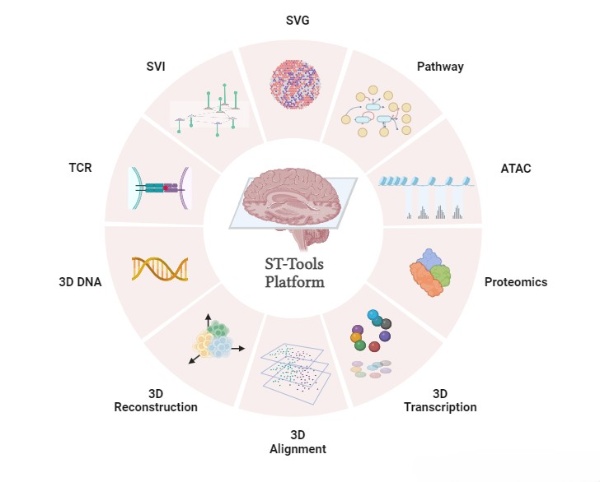 SVG
SVI
Pathway
TCR
ATAC
ST-Tools
Platform
3D DNA
Proteomics
3D
Reconstruction
3D
Transcription
3D
Alignment